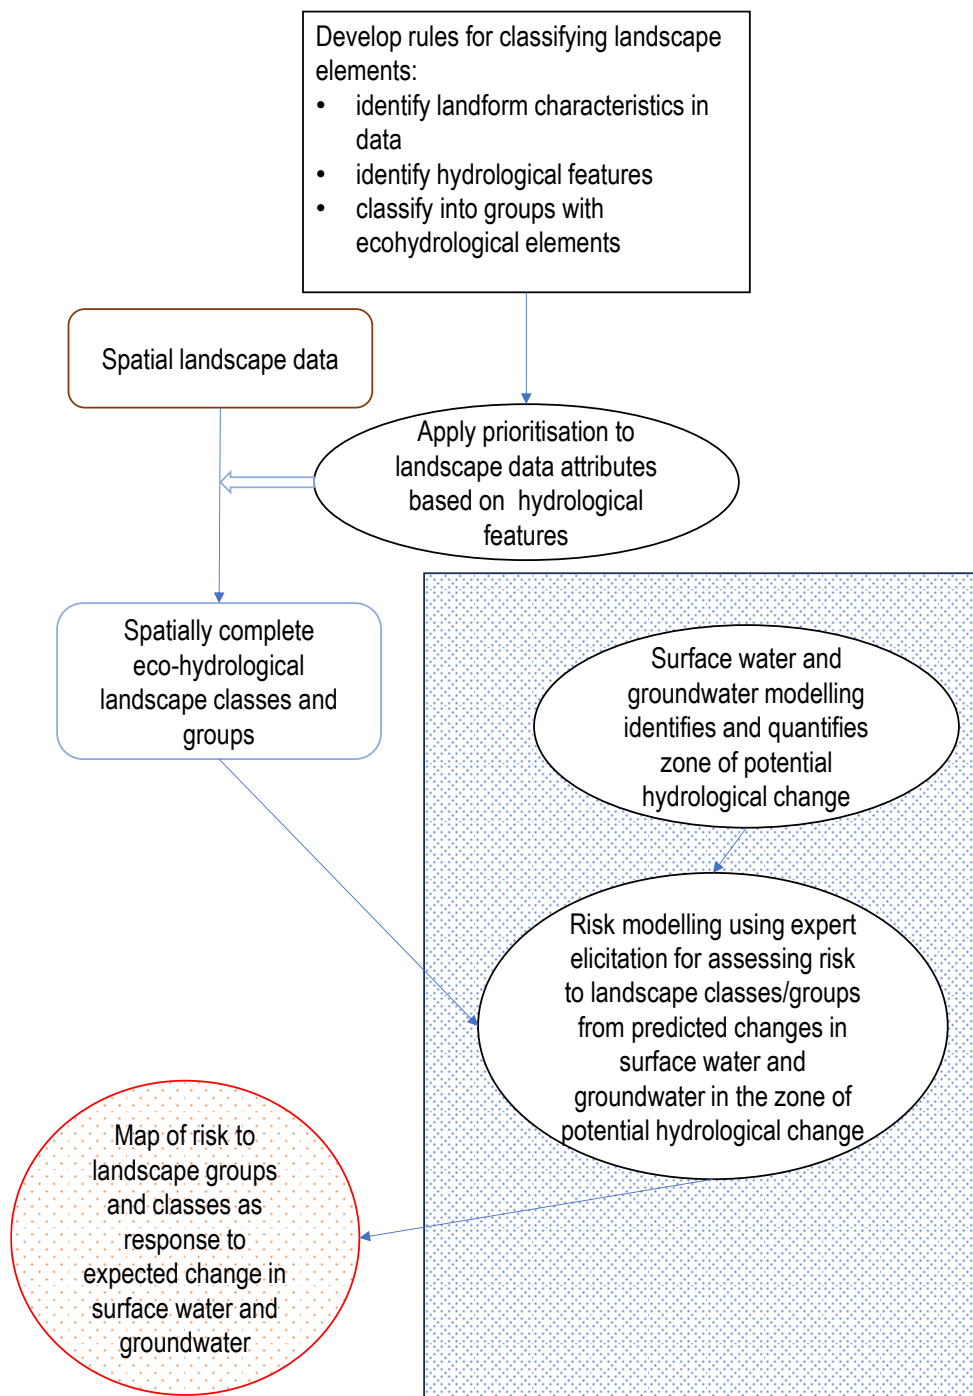 Develop rules for classifying landscape
elements:
• identify landform characteristics in
data
• identify hydrological features
• classify into groups with
ecohydrological elements
Spatial landscape data
Apply prioritisation to
landscape data attributes
based on hydrological
features
Spatially complete
eco-hydrological
landscape classes and
groups
Surface water and
groundwater modelling
identifies and quantifies
zone of potential
hydrological change
Risk modelling using expert
elicitation for assessing risk
to landscape classes/groups
from predicted changes in
surface water and
groundwater in the zone of
potential hydrological change
Map of risk to
landscape groups
and classes as
response to
expected change in
surface water and
groundwater